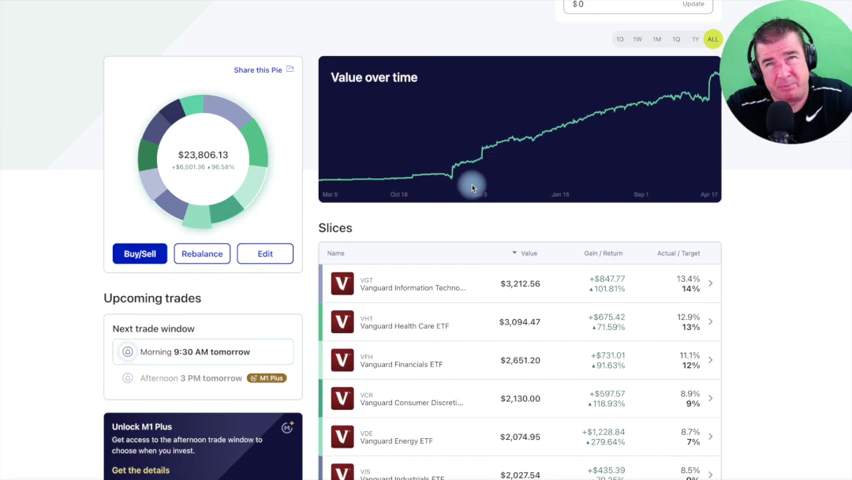 $ 0
Update
1D 1W 1M 1Q 1Y ALL
Share this Pie
$23,806.13
+$6,501.36 ▲ 96.58%
Buy/Sell
Rebalance
Edit
Value over time
Mar 5
Oct 18
Jan 15
Sep 1
Apr 17
Slices
Name
Value
Gain / Return
Actual / Target
VGT
Vanguard Information Techno...
$3,212.56
+$847.77
▲101.81%
13.4%
14%
VHT
Vanguard Health Care ETF
$3,094.47
+$675.42
▲71.59%
12.9%
13%
VFH
Vanguard Financials ETF
$2,651.20
+$731.01
▲91.63%
11.1%
12%
VCR
Vanguard Consumer Discreti...
$2,130.00
+$597.57
▲118.93%
8.9%
9%
VDE
Vanguard Energy ETF
$2,074.95
+$1,228.84
▲279.64%
8.7%
7%
VIS
Vanguard Industrials ETF
$2,027.54
+$435.39
8.5%
Upcoming trades
Next trade window
Morning 9:30 AM tomorrow
Afternoon 3 PM tomorrow
M1 Plus
Unlock M1 Plus
Get access to the afternoon trade window to
choose when you invest.
Get the details